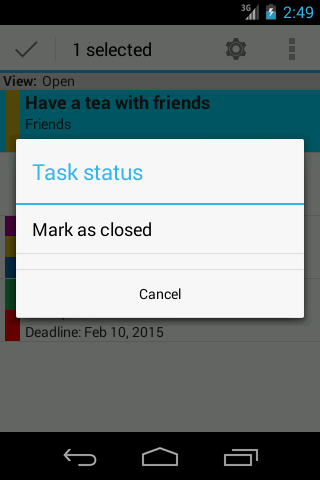 3G 2:49
1 selected
View: Open
Have a tea with friends
Friends
Task status
Mark as closed
Cancel
Deadline: Feb 10, 2015